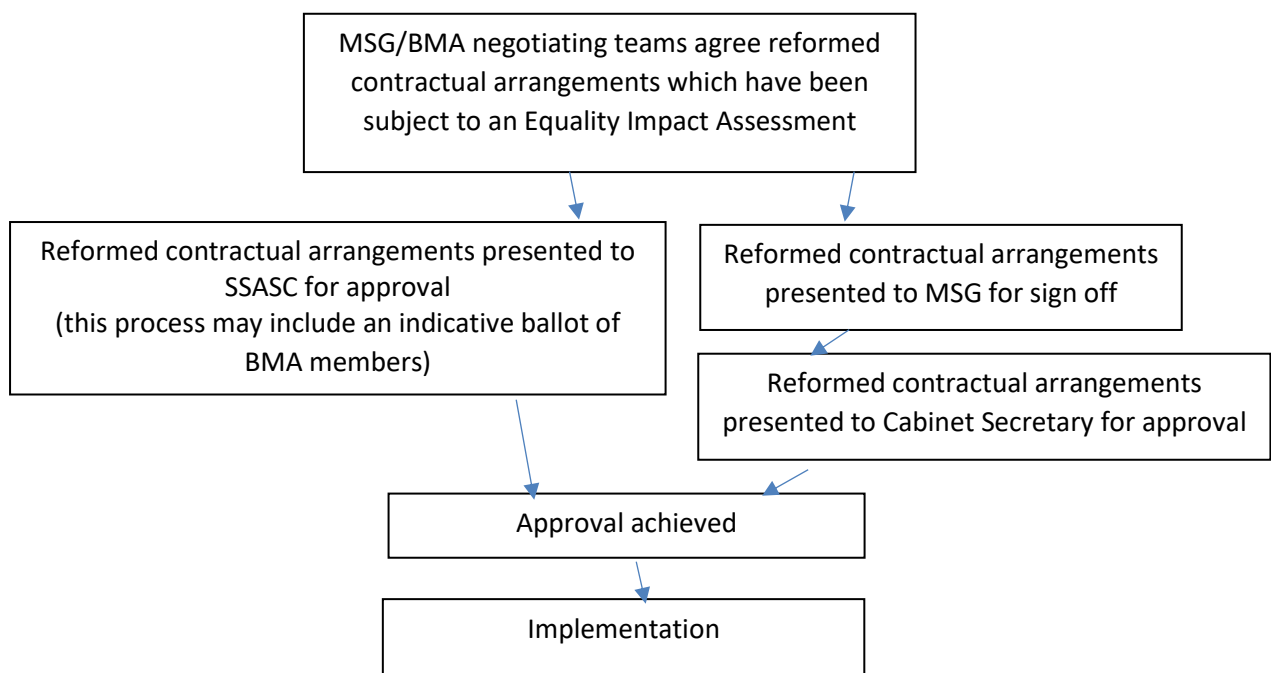 MSG/BMA negotiating teams agree reformed
contractual arrangements which have been
subject to an Equality Impact Assessment
Reformed contractual arrangements presented to
SSASC for approval
(this process may include an indicative ballot of
BMA members)
Reformed contractual arrangements
presented to MSG for sign off
Reformed contractual arrangements
presented to Cabinet Secretary for approval
Approval achieved
Implementation